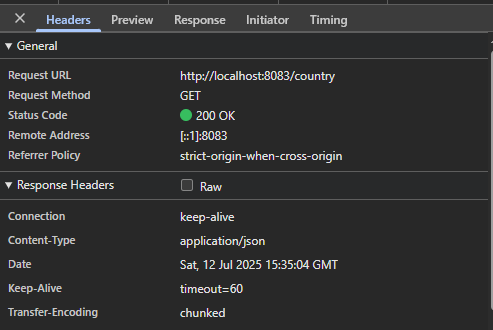 Headers Preview Response Initiator Timing
General
Request URL http://localhost:8083/country
Request Method GET
Status Code 200 OK
Remote Address [::1]:8083
Referrer Policy strict-origin-when-cross-origin
Response Headers Raw
Connection keep-alive
Content-Type application/json
Date Sat, 12 Jul 2025 15:35:04 GMT
Keep-Alive timeout=60
Transfer-Encoding chunked